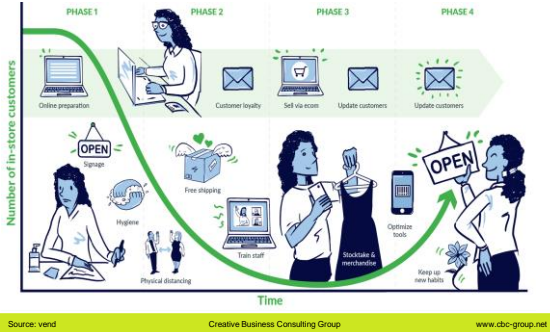 PHASE 1
PHASE 2
PHASE 3
PHASE 4
Number of in-store customers
Online preparation
Customer loyalty
Sell via ecom
Update customers
Update customers
OPEN
Signage
Hygiene
Physical distancing
Free shipping
Train staff
Stocktake &
merchandise
Optimize
tools
OPEN
Keep up
new habits
Time
Source: vend
Creative Business Consulting Group
www.cbc-group.net